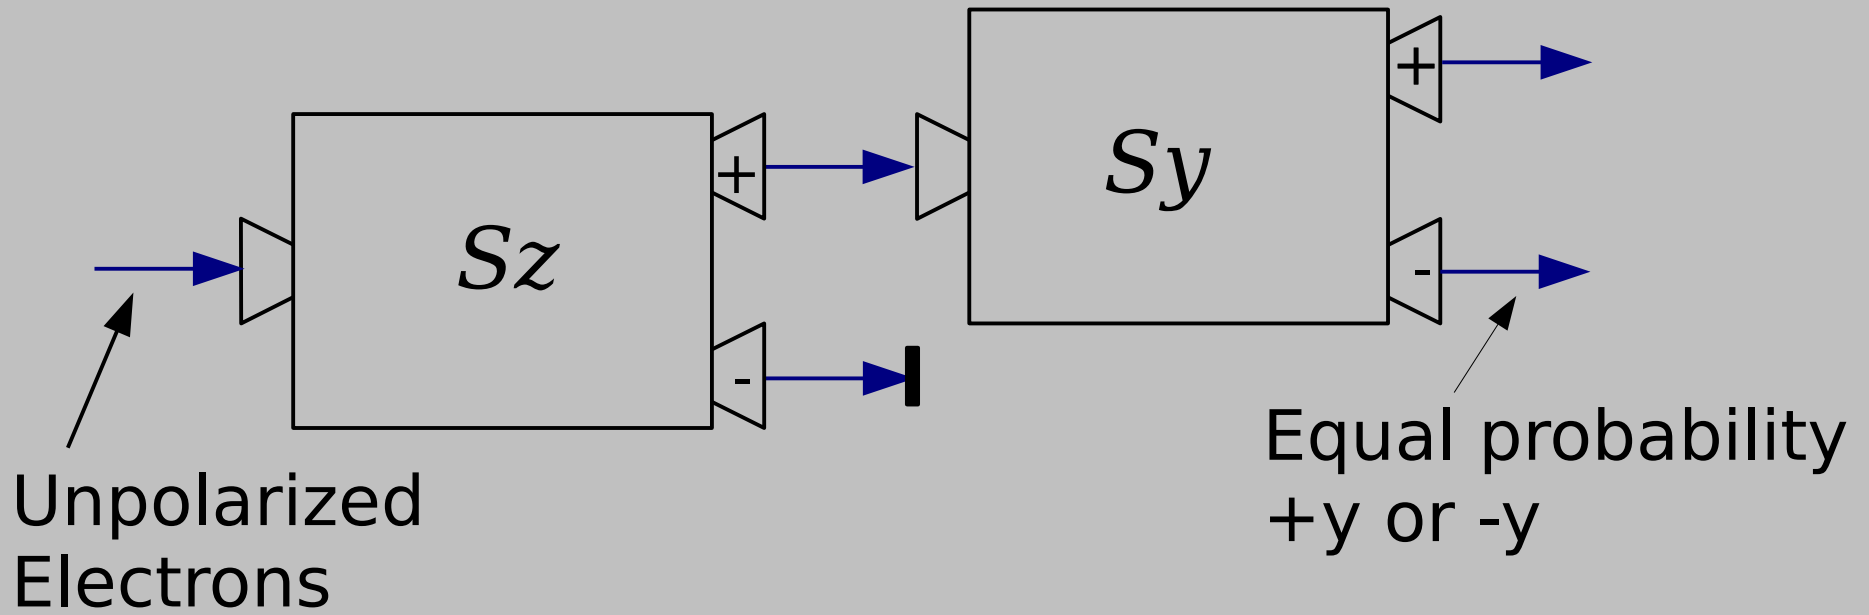 Sz
+
-
Sy
+
-
Unpolarized
Electrons
Equal probability
+y or -y